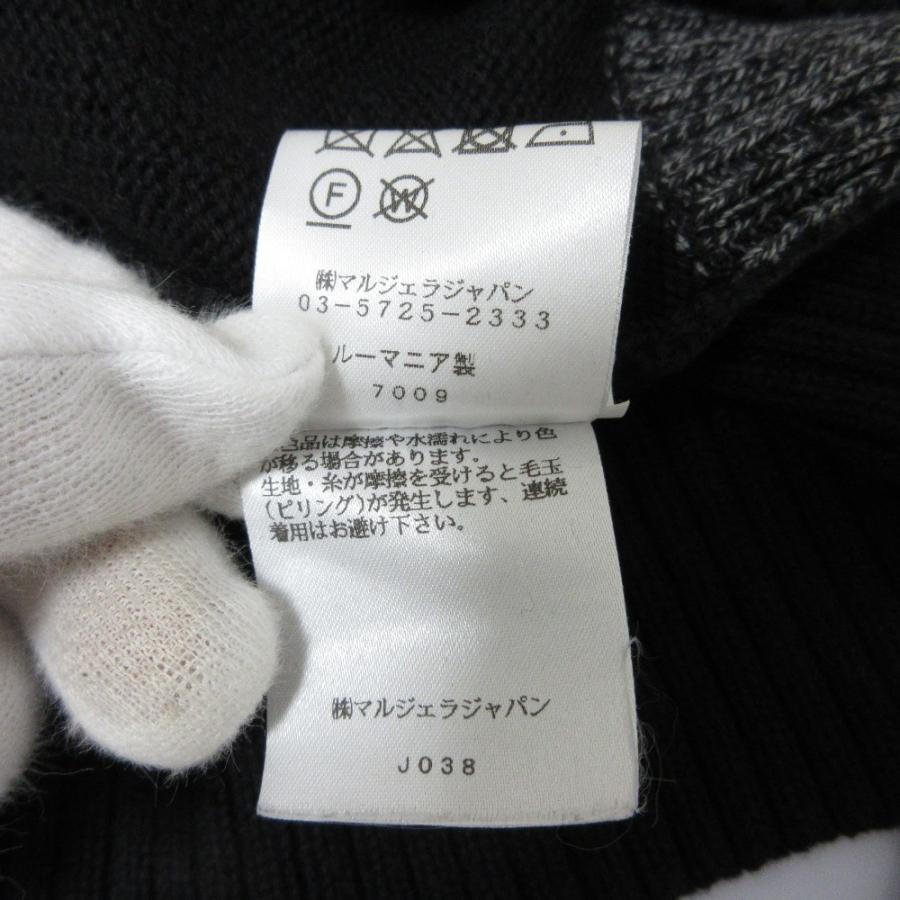 F
W
㈱マルジェラジャパン
03-5725-2333
ルーマニア製
7009
色品は摩擦や水濡れにより色
が移る場合があります。
生地・糸が摩擦を受けると毛玉
(ピリング)が発生します、連続
着用はお避け下さい。
㈱マルジェラジャパン
J038